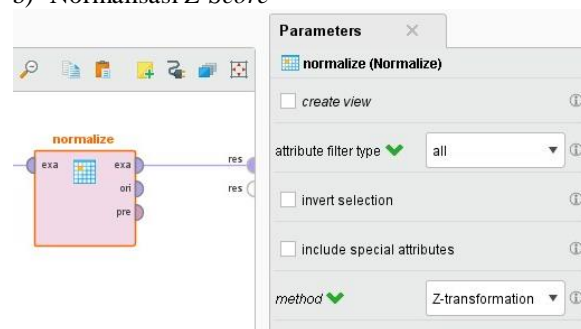 b) Normalisasi Z-Score
Parameters
normalize (Normalize)
create view
attribute filter type
all
invert selection
include special attributes
method
Z-transformation
normalize
exa
exa
ori
pre
res
res